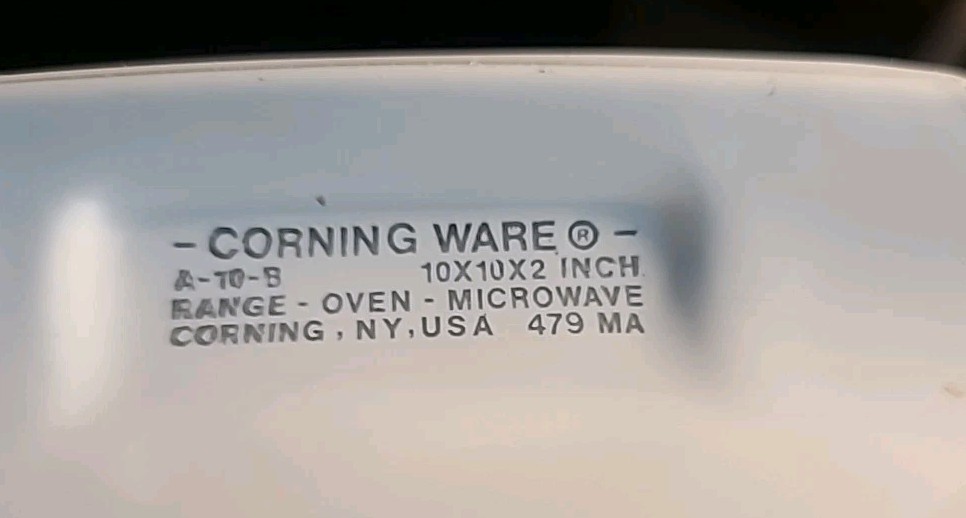 - CORNING WARE ® -
A-10-B 10X10X2 INCH
RANGE - OVEN - MICROWAVE
CORNING, NY, USA 479 MA